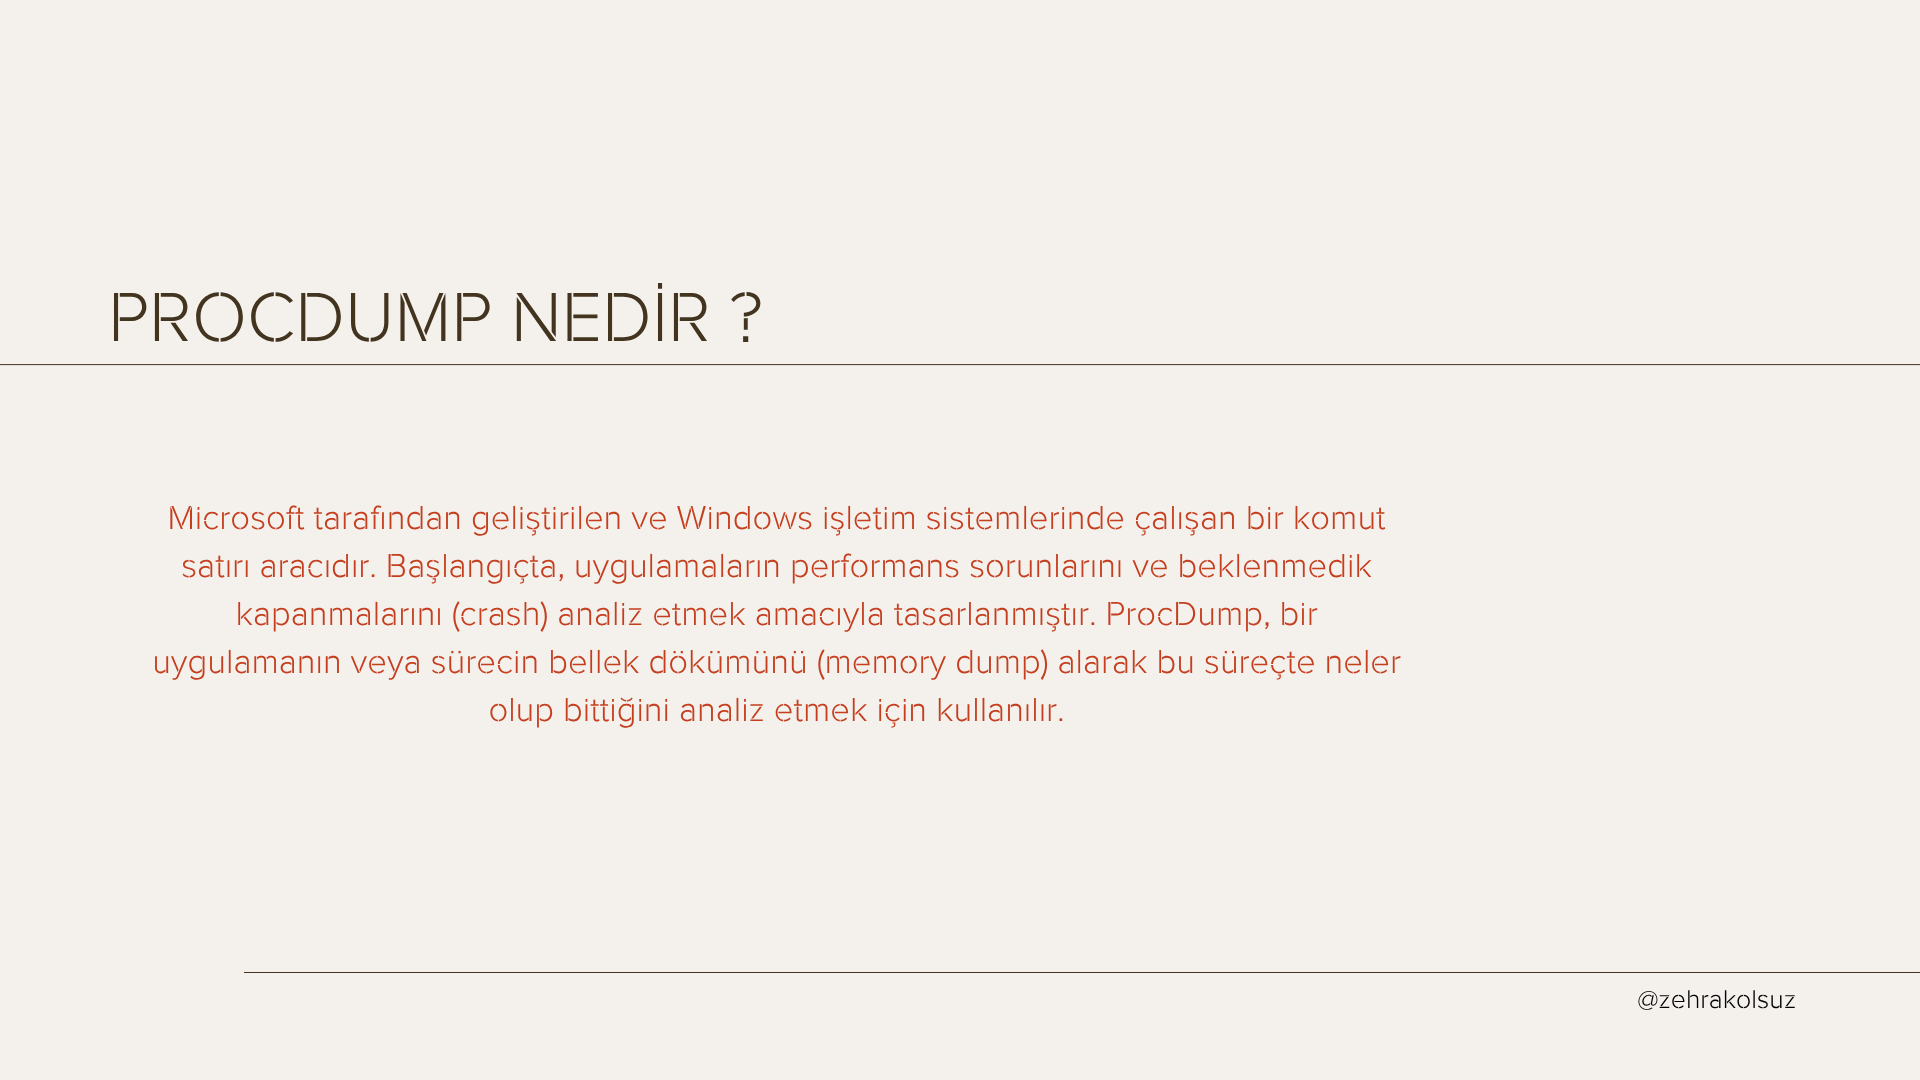 PROCDUMP NEDİR ?
Microsoft tarafından geliştirilen ve Windows işletim sistemlerinde çalışan bir komut
satırı aracıdır. Başlangıçta, uygulamaların performans sorunlarını ve beklenmedik
kapanmalarını (crash) analiz etmek amacıyla tasarlanmıştır. ProcDump, bir
uygulamanın veya sürecin bellek dökümünü (memory dump) alarak bu süreçte neler
olup bittiğini analiz etmek için kullanılır.
@zehrakolsuz